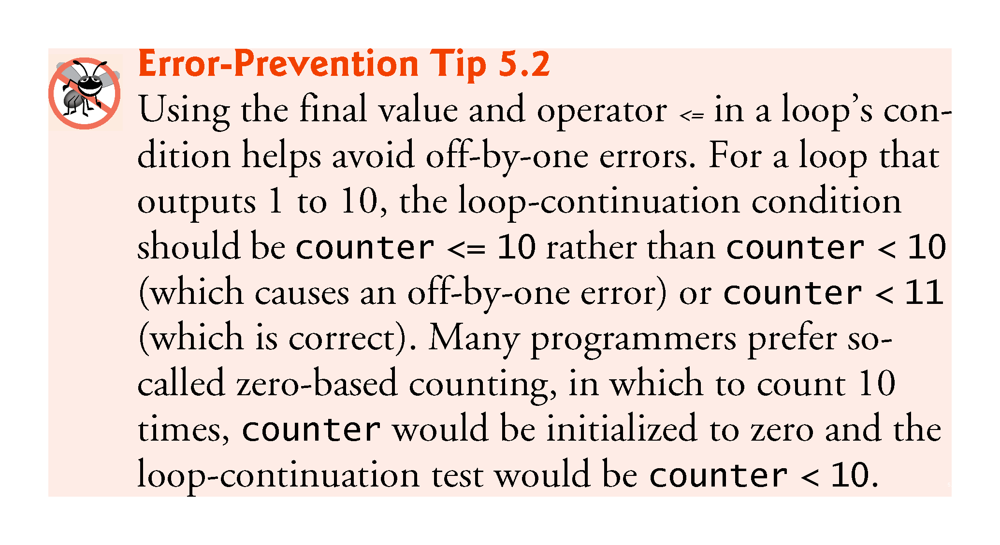 Error-Prevention Tip 5.2
Using the final value and operator <= in a loop’s con-
dition helps avoid off-by-one errors. For a loop that
outputs 1 to 10, the loop-continuation condition
should be counter <= 10 rather than counter < 10
(which causes an off-by-one error) or counter < 11
(which is correct). Many programmers prefer so-
called zero-based counting, in which to count 10
times, counter would be initialized to zero and the
loop-continuation test would be counter < 10.